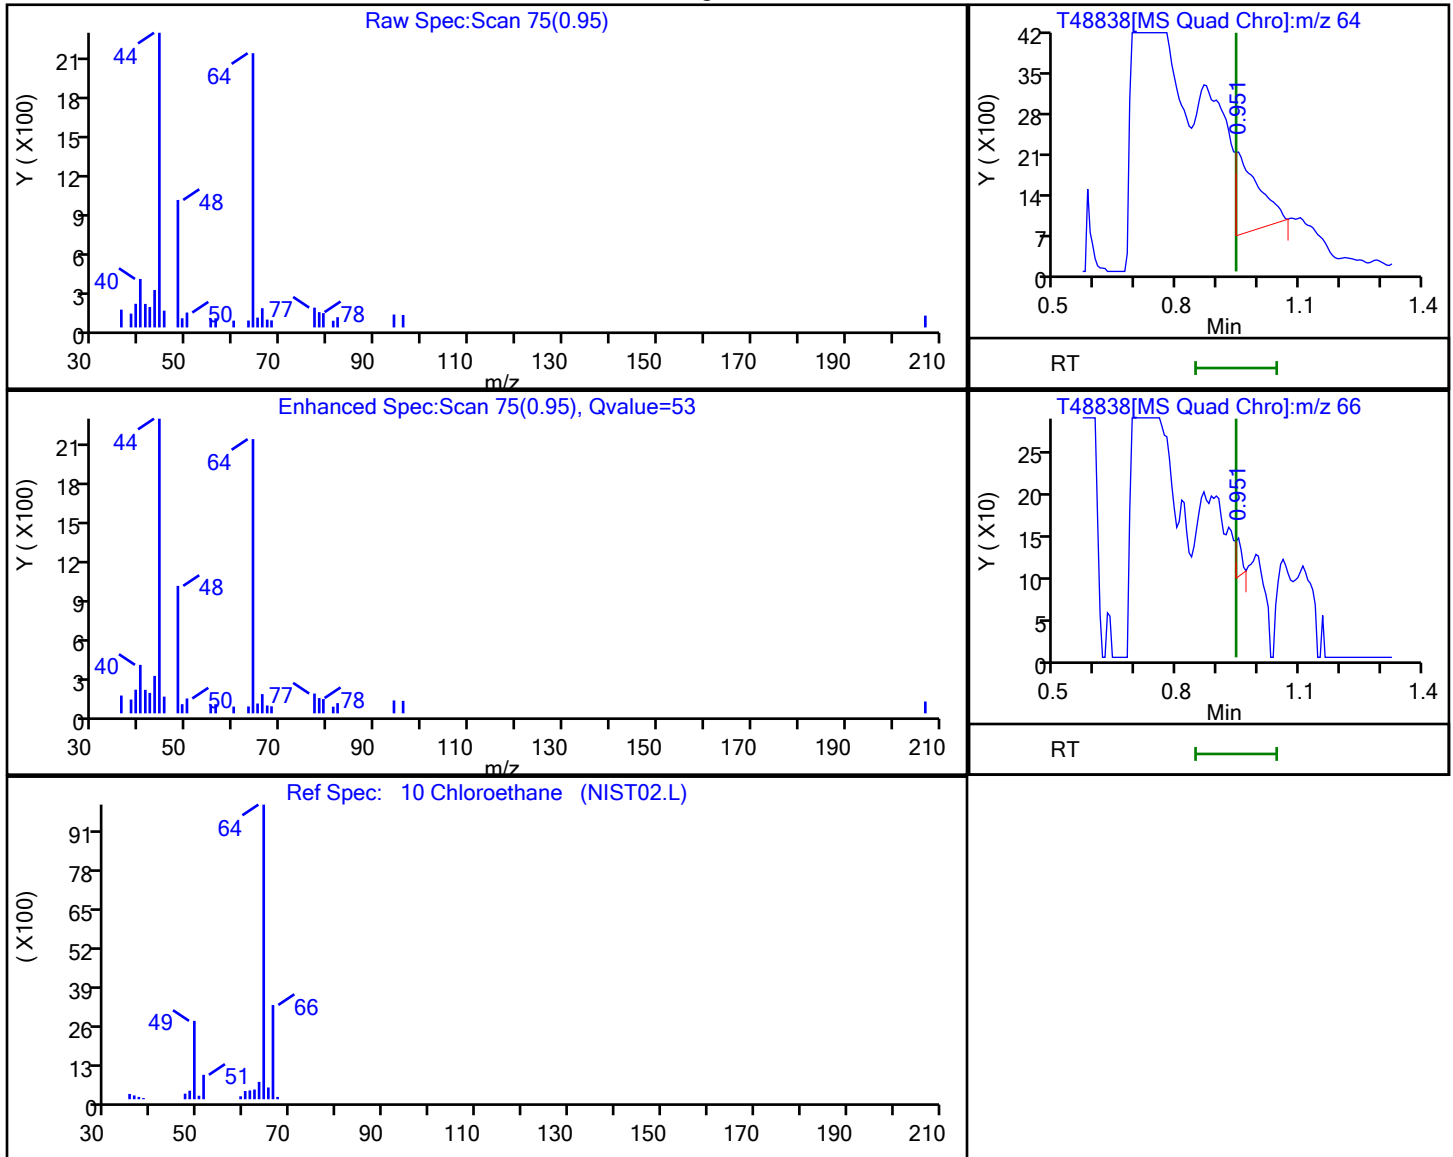 Raw Spec:Scan 75(0.95)
Y ( X100)
21
18
15
12
9
6
3
0
44
64
48
40
50
77
78
30 50 70 90 110 130 150 170 190 210
m/z
T48838[MS Quad Chro]:m/z 64
Y ( X100)
42
35
28
21
14
7
0
0.951
0.5 0.8 1.1 1.4
Min
RT
Enhanced Spec:Scan 75(0.95), Qvalue=53
Y ( X100)
21
18
15
12
9
6
3
0
44
64
48
40
50
77
78
30 50 70 90 110 130 150 170 190 210
m/z
T48838[MS Quad Chro]:m/z 66
Y ( X10)
25
20
15
10
5
0
0.951
0.5 0.8 1.1 1.4
Min
RT
Ref Spec: 10 Chloroethane (NIST02.L)
( X100)
91
78
65
52
39
26
13
0
64
49
66
51
30 50 70 90 110 130 150 170 190 210